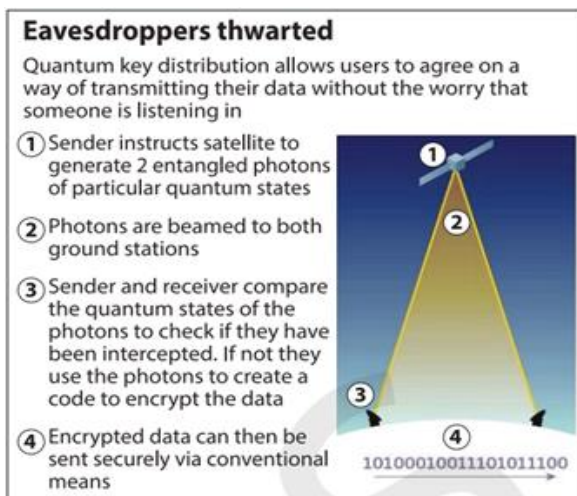 Eavesdroppers thwarted
Quantum key distribution allows users to agree on a
way of transmitting their data without the worry that
someone is listening in
1 Sender instructs satellite to
generate 2 entangled photons
of particular quantum states
2 Photons are beamed to both
ground stations
3 Sender and receiver compare
the quantum states of the
photons to check if they have
been intercepted. If not they
use the photons to create a
code to encrypt the data
4 Encrypted data can then be
sent securely via conventional
means
1
2
3
4
101000100111101011100